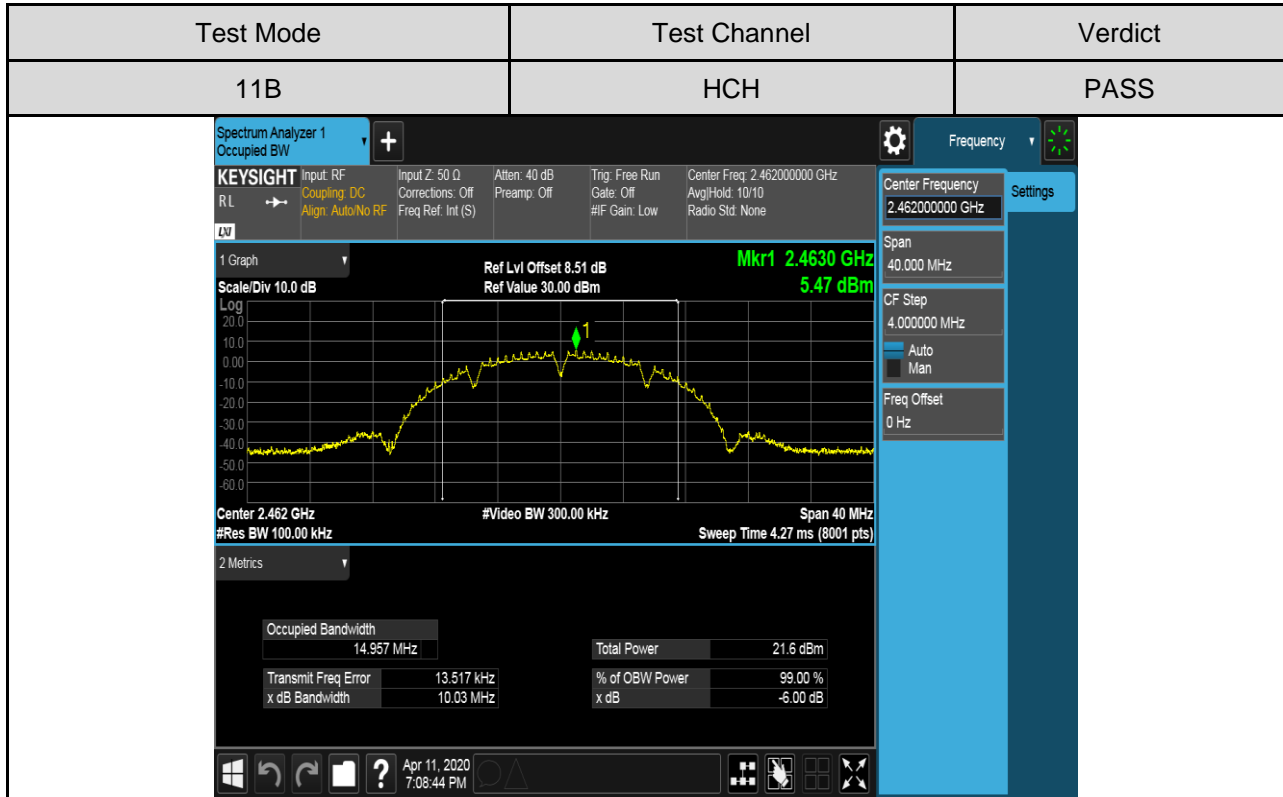 Test Mode Test Channel Verdict
11B HCH PASS
Spectrum Analyzer 1
Occupied BW
+
Frequency
KEYSIGHT
RL
LXI
Input: RF
Coupling: DC
Align: Auto/No RF
Input Z: 50 Ω
Corrections: Off
Freq Ref: Int (S)
Atten: 40 dB
Preamp: Off
Trig: Free Run
Gate: Off
#IF Gain: Low
Center Freq: 2.462000000 GHz
Avg|Hold: 10/10
Radio Std: None
Center Frequency
2.462000000 GHz
Settings
Span
40.000 MHz
CF Step
4.000000 MHz
Auto
Man
Freq Offset
0 Hz
1 Graph
Scale/Div 10.0 dB
Ref Lvl Offset 8.51 dB
Ref Value 30.00 dBm
Mkr1 2.4630 GHz
5.47 dBm
Log
20.0
10.0
0.00
-10.0
-20.0
-30.0
-40.0
-50.0
-60.0
1
Center 2.462 GHz
#Res BW 100.00 kHz
#Video BW 300.00 kHz
Span 40 MHz
Sweep Time 4.27 ms (8001 pts)
2 Metrics
Occupied Bandwidth
14.957 MHz
Total Power 21.6 dBm
Transmit Freq Error 13.517 kHz
% of OBW Power 99.00 %
x dB Bandwidth 10.03 MHz
x dB -6.00 dB
?
Apr 11, 2020
7:08:44 PM